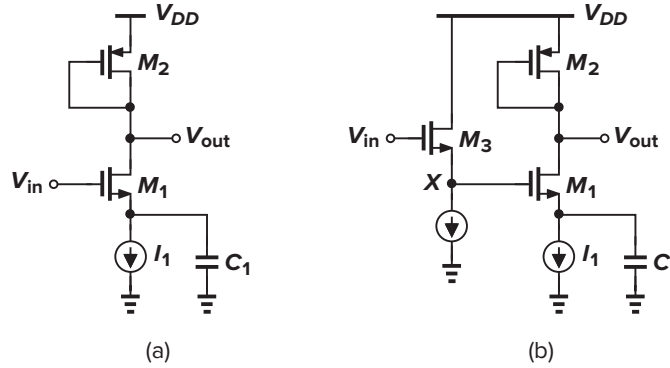 V_DD
M_2
V_out
V_in
M_1
I_1
C_1
(a)
V_DD
M_2
V_in
M_3
V_out
X
M_1
I_1
C
(b)